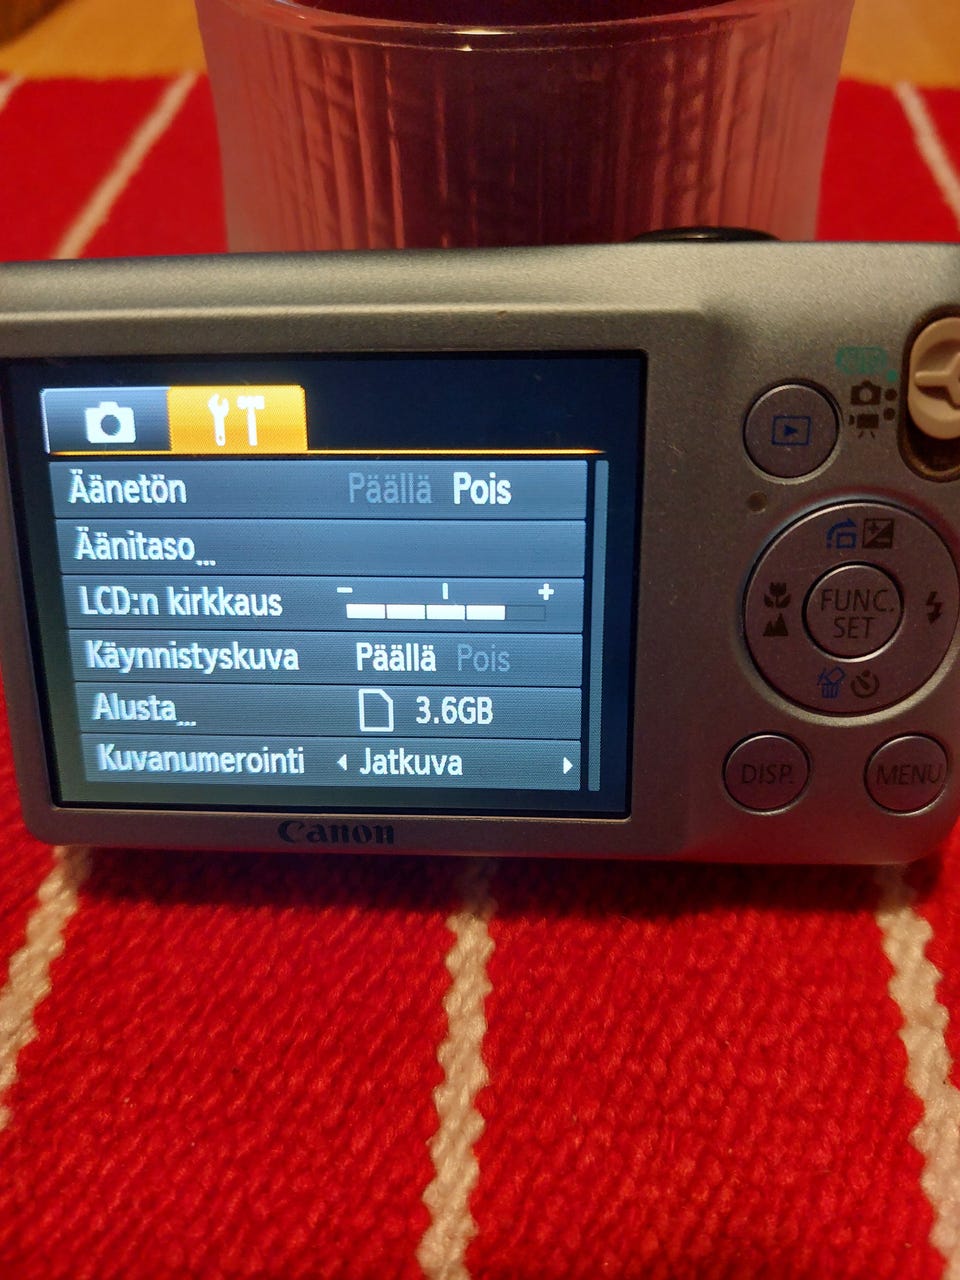 Äänetön Päällä Pois
Äänitaso...
LCD:n kirkkaus - +
Käynnistyskuva Päällä Pois
Alusta... 3.6GB
Kuvanumerointi Jatkuva
Canon
FUNC.
SET
DISP.
MENU